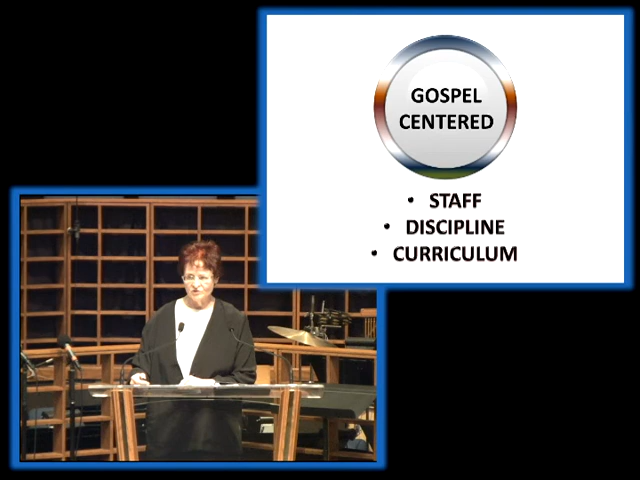 GOSPEL
CENTERED
• STAFF
• DISCIPLINE
• CURRICULUM